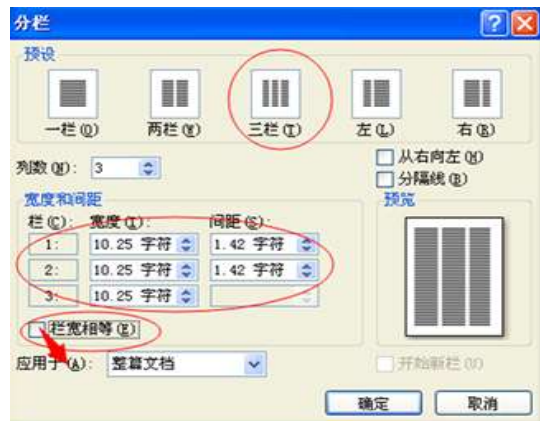 分栏
预设
一栏(O) 两栏(W) 三栏(T) 左(L) 右(R)
列数(N): 3
从右向左(H)
分隔线(B)
宽度和间距
预览
栏(C): 宽度(I): 间距(S):
1: 10.25 字符 1.42 字符
2: 10.25 字符 1.42 字符
3: 10.25 字符
栏宽相等(E)
应用于(A): 整篇文档
开始新栏(U)
确定 取消